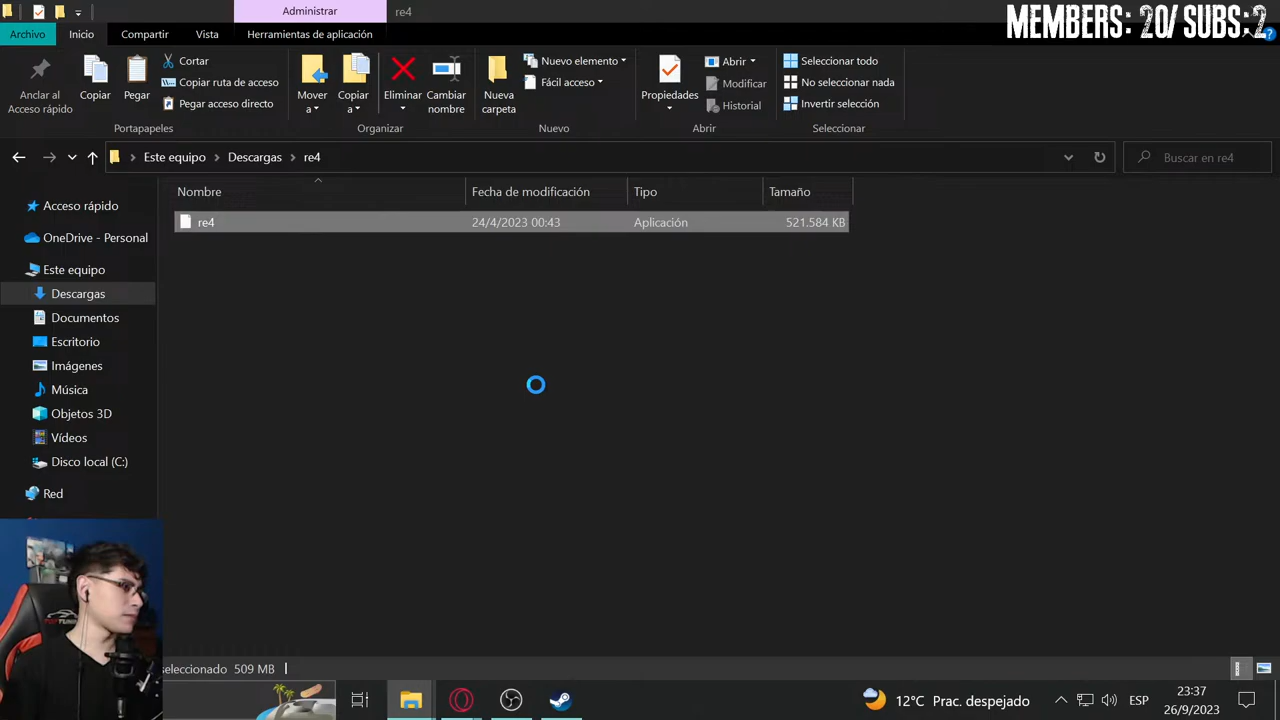 Administrar
re4
MEMBERS: 20/ SUBS:2
Archivo
Inicio
Compartir
Vista
Herramientas de aplicación
Anclar al
Acceso rápido
Copiar
Pegar
Cortar
Copiar ruta de acceso
Pegar acceso directo
Portapapeles
Mover
a
Copiar
a
Eliminar
Cambiar
nombre
Organizar
Nueva
carpeta
Nuevo elemento
Fácil acceso
Nuevo
Propiedades
Abrir
Modificar
Historial
Abrir
Seleccionar todo
No seleccionar nada
Invertir selección
Seleccionar
Este equipo
Descargas
re4
Buscar en re4
Nombre
Fecha de modificación
Tipo
Tamaño
re4
24/4/2023 00:43
Aplicación
521.584 KB
Acceso rápido
OneDrive - Personal
Este equipo
Descargas
Documentos
Escritorio
Imágenes
Música
Objetos 3D
Vídeos
Disco local (C:)
Red
seleccionado 509 MB
12°C Prac. despejado
ESP
23:37
26/9/2023